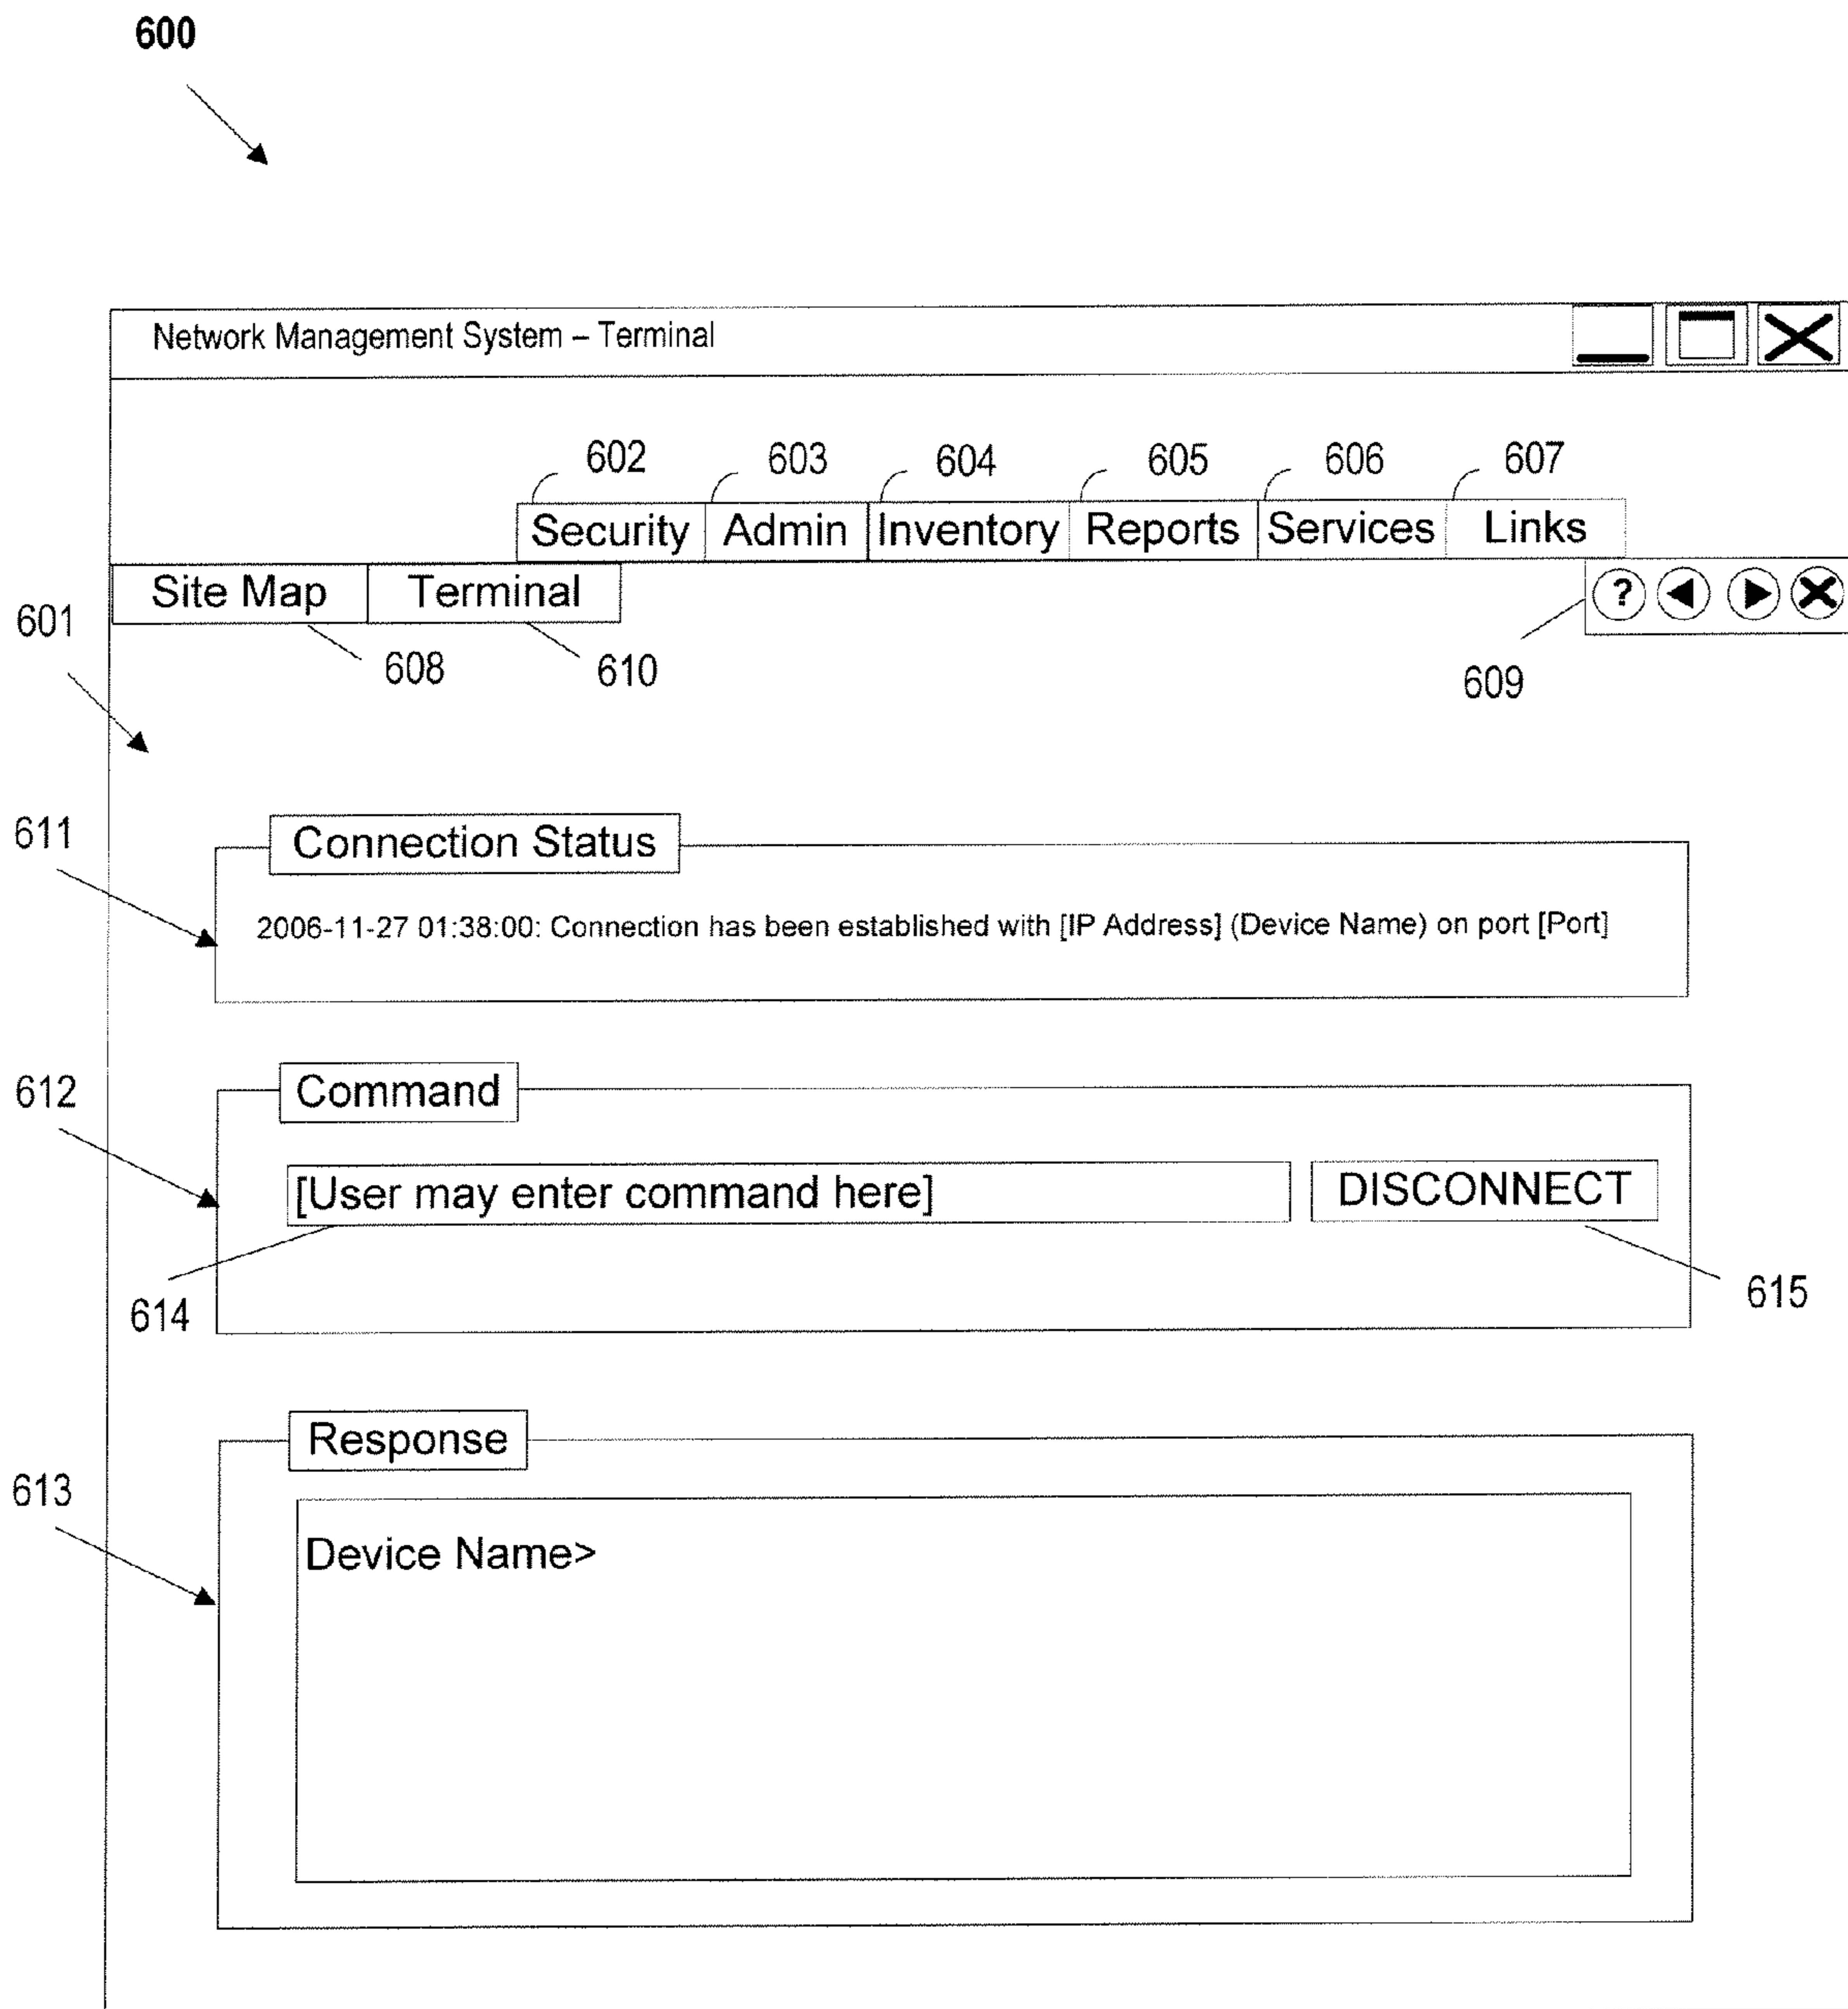 600
Network Management System – Terminal
602 603 604 605 606 607
Security Admin Inventory Reports Services Links
Site Map Terminal ?
601
608 610 609
611
Connection Status
2006-11-27 01:38:00: Connection has been established with [IP Address] (Device Name) on port [Port]
612
Command
[User may enter command here] DISCONNECT
614 615
Response
613
Device Name>